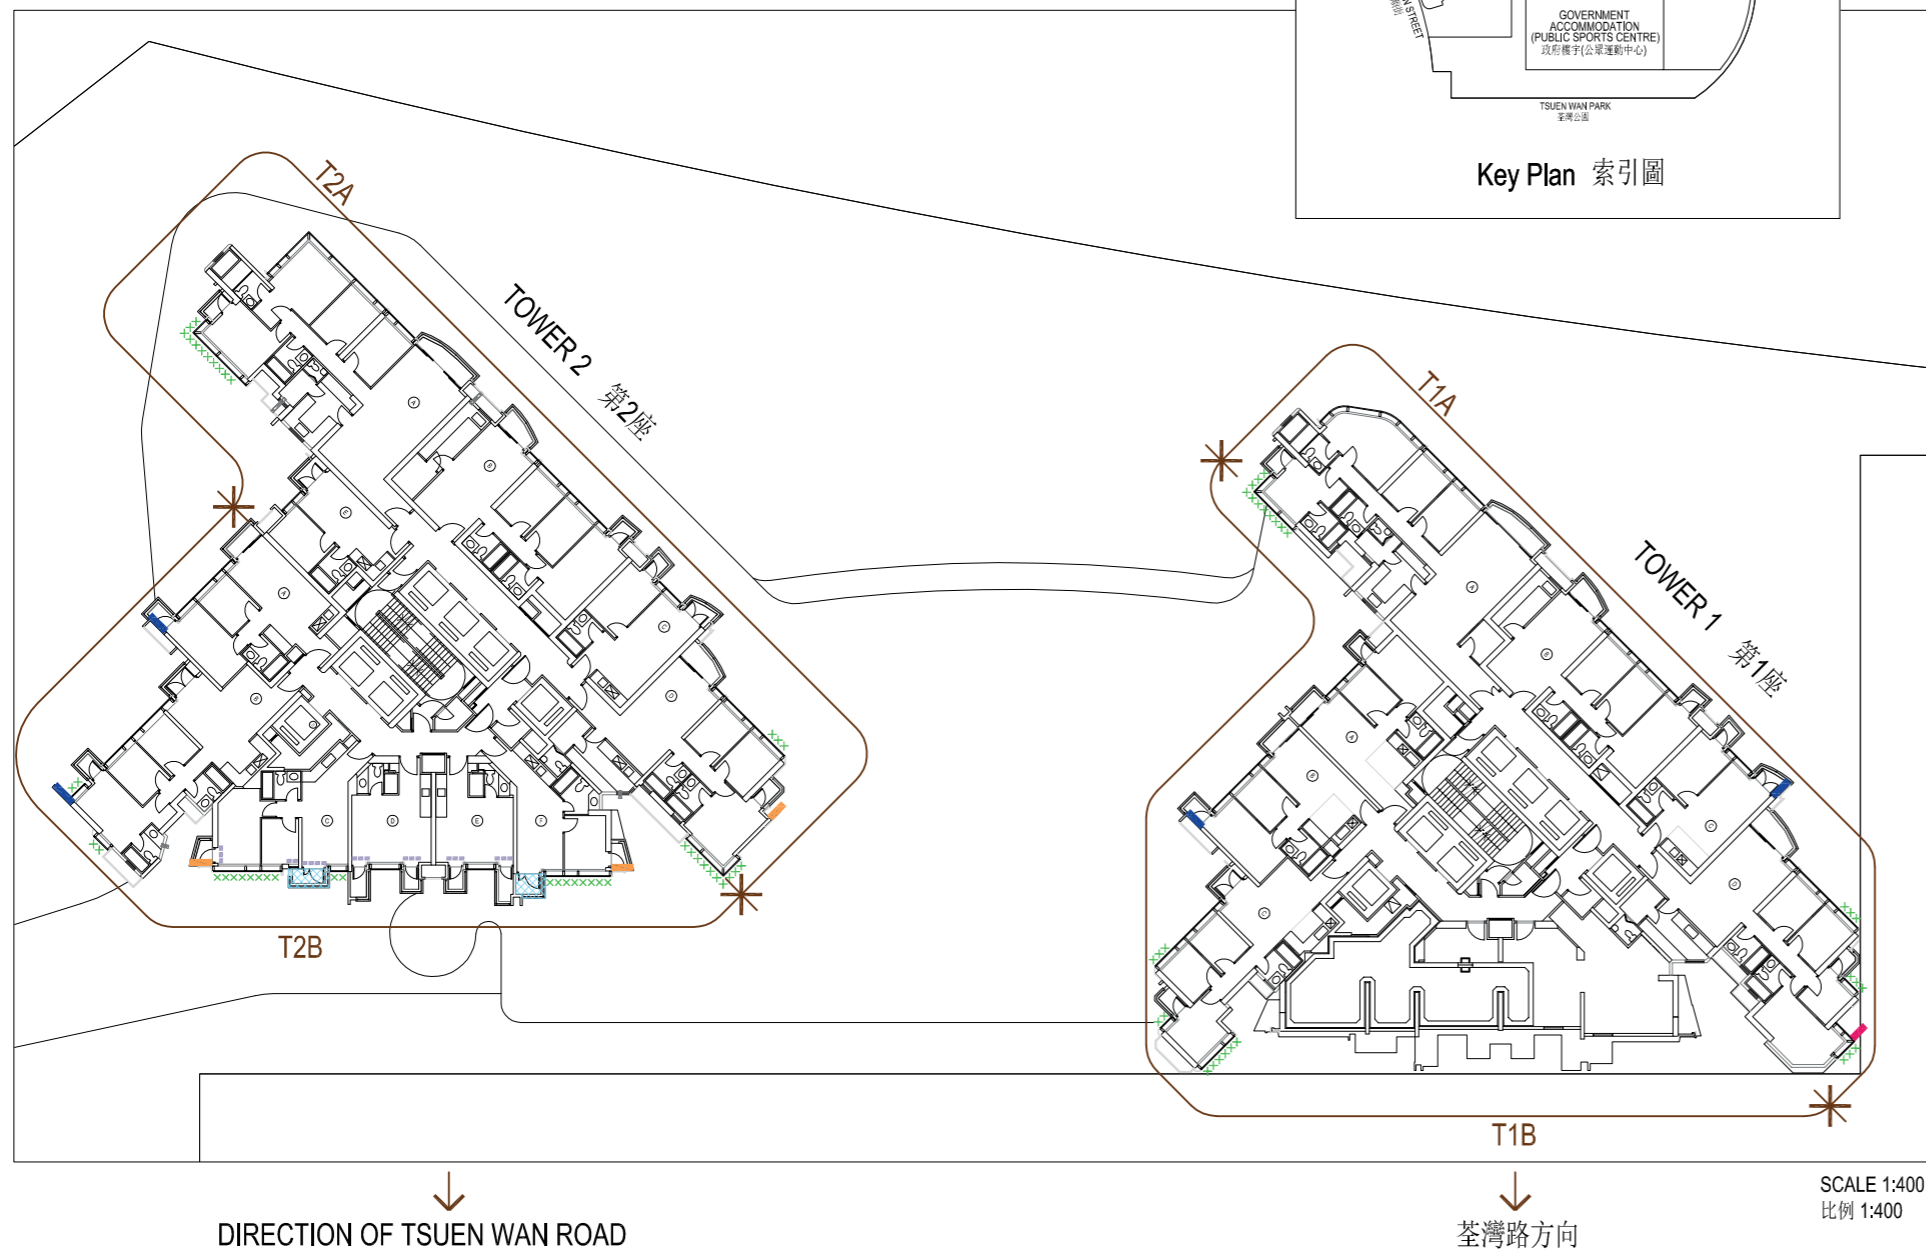 N STREET
GOVERNMENT
ACCOMMODATION
(PUBLIC SPORTS CENTRE)
政府樓宇(公眾運動中心)
TSUEN WAN PARK
荃灣公園
Key Plan 索引圖
T2A
TOWER 2 第2座
T1A
TOWER 1 第1座
A
B
E
A
C
B
D
C
D
E
F
A
B
A
B
C
D
C
T2B
T1B
DIRECTION OF TSUEN WAN ROAD
荃灣路方向
SCALE 1:400
比例 1:400